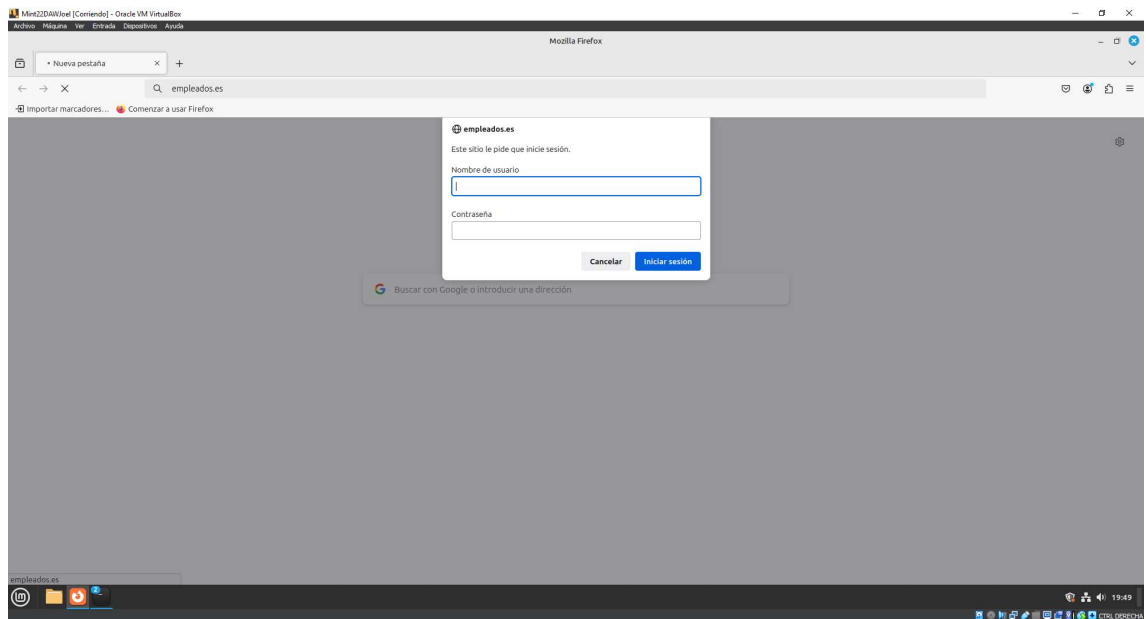 Mint22DAWJoel [Corriendo] - Oracle VM VirtualBox
Archivo Máquina Ver Entrada Dispositivos Ayuda
Mozilla Firefox
Nueva pestaña
empleados.es
Importar marcadores... Comenzar a usar Firefox
empleados.es
Este sitio le pide que inicie sesión.
Nombre de usuario
Contraseña
Cancelar Iniciar sesión
Buscar con Google o introducir una dirección
empleados.es
2
19:49
CTRL DERECHA